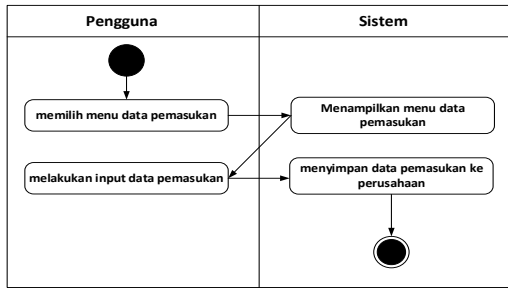 Pengguna
Sistem
memilih menu data pemasukan
Menampilkan menu data
pemasukan
melakukan input data pemasukan
menyimpan data pemasukan ke
perusahaan